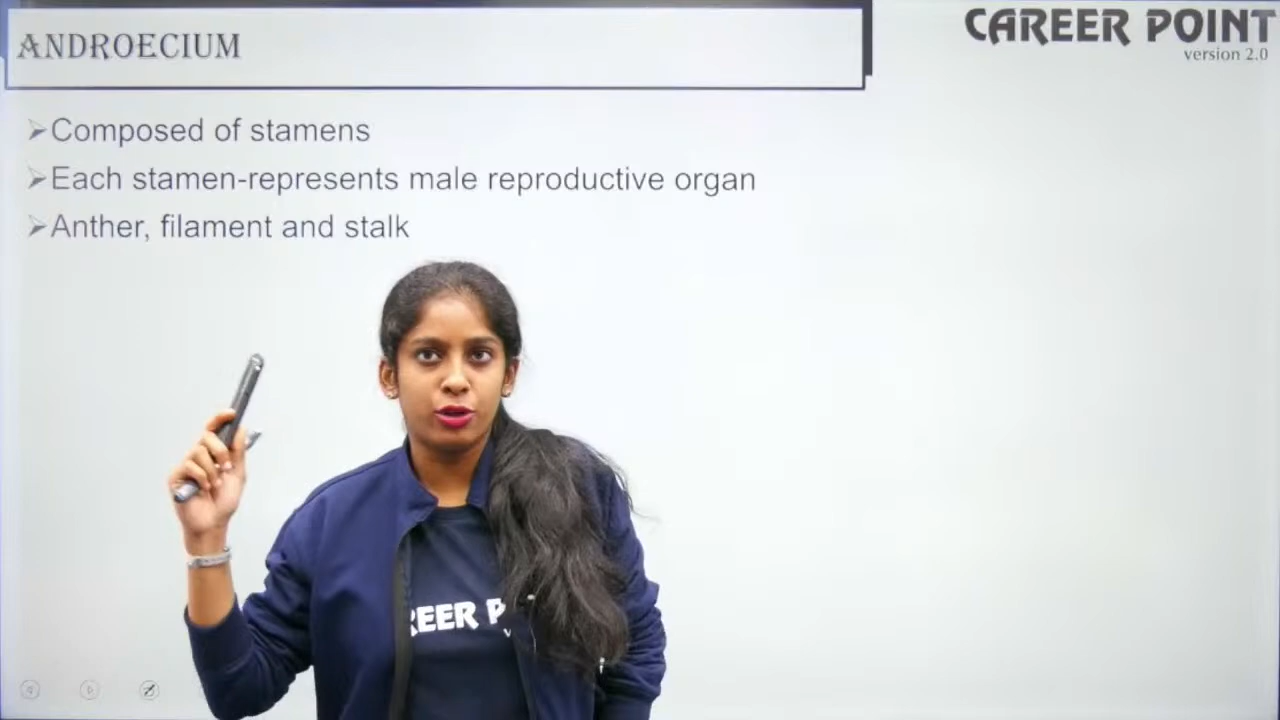 ANDROECIUM
CAREER POINT
version 2.0
➢Composed of stamens
➢Each stamen-represents male reproductive organ
➢Anther, filament and stalk
REER P